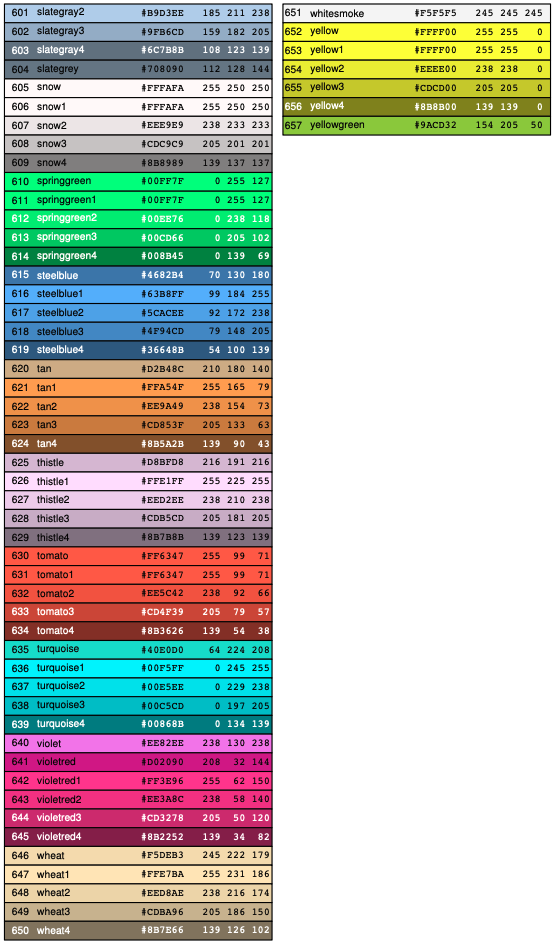 601 slategray2 #B9D3EE 185 211 238
602 slategray3 #9FB6CD 159 182 205
603 slategray4 #6C7B8B 108 123 139
604 slategrey #708090 112 128 144
605 snow #FFFAFA 255 250 250
606 snow1 #FFFAFA 255 250 250
607 snow2 #EEE9E9 238 233 233
608 snow3 #CDC9C9 205 201 201
609 snow4 #8B8989 139 137 137
610 springgreen #00FF7F 0 255 127
611 springgreen1 #00FF7F 0 255 127
612 springgreen2 #00EE76 0 238 118
613 springgreen3 #00CD66 0 205 102
614 springgreen4 #008B45 0 139 69
615 steelblue #4682B4 70 130 180
616 steelblue1 #63B8FF 99 184 255
617 steelblue2 #5CACEE 92 172 238
618 steelblue3 #4F94CD 79 148 205
619 steelblue4 #36648B 54 100 139
620 tan #D2B48C 210 180 140
621 tan1 #FFA54F 255 165 79
622 tan2 #EE9A49 238 154 73
623 tan3 #CD853F 205 133 63
624 tan4 #8B5A2B 139 90 43
625 thistle #D8BFD8 216 191 216
626 thistle1 #FFE1FF 255 225 255
627 thistle2 #EED2EE 238 210 238
628 thistle3 #CDB5CD 205 181 205
629 thistle4 #8B7B8B 139 123 139
630 tomato #FF6347 255 99 71
631 tomato1 #FF6347 255 99 71
632 tomato2 #EE5C42 238 92 66
633 tomato3 #CD4F39 205 79 57
634 tomato4 #8B3626 139 54 38
635 turquoise #40E0D0 64 224 208
636 turquoise1 #00F5FF 0 245 255
637 turquoise2 #00E5EE 0 229 238
638 turquoise3 #00C5CD 0 197 205
639 turquoise4 #00868B 0 134 139
640 violet #EE82EE 238 130 238
641 violetred #D02090 208 32 144
642 violetred1 #FF3E96 255 62 150
643 violetred2 #EE3A8C 238 58 140
644 violetred3 #CD3278 205 50 120
645 violetred4 #8B2252 139 34 82
646 wheat #F5DEB3 245 222 179
647 wheat1 #FFE7BA 255 231 186
648 wheat2 #EED8AE 238 216 174
649 wheat3 #CDBA96 205 186 150
650 wheat4 #8B7E66 139 126 102
651 whitesmoke #F5F5F5 245 245 245
652 yellow #FFFF00 255 255 0
653 yellow1 #FFFF00 255 255 0
654 yellow2 #EEEE00 238 238 0
655 yellow3 #CDCD00 205 205 0
656 yellow4 #8B8B00 139 139 0
657 yellowgreen #9ACD32 154 205 50